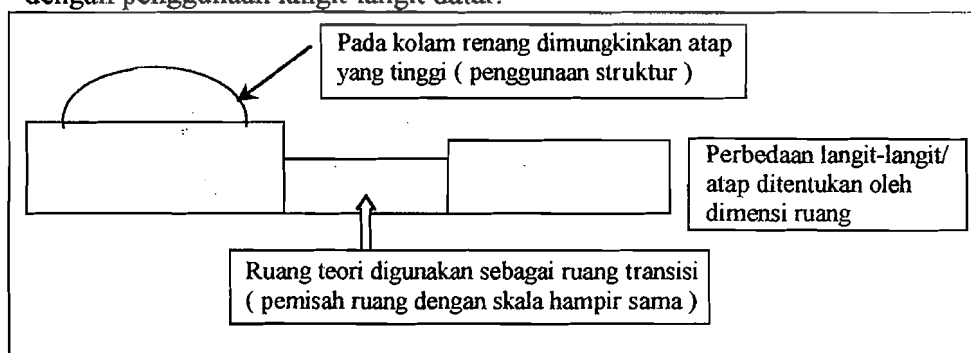 dengan penggunaan langit-langit datar.
Pada kolam renang dimungkinkan atap
yang tinggi ( penggunaan struktur )
Perbedaan langit-langit/
atap ditentukan oleh
dimensi ruang
Ruang teori digunakan sebagai ruang transisi
( pemisah ruang dengan skala hampir sama )